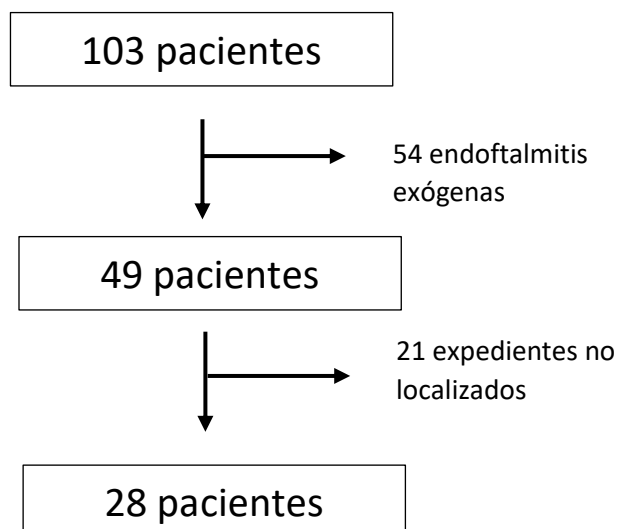 103 pacientes
54 endoftalmitis
exógenas
49 pacientes
21 expedientes no
localizados
28 pacientes